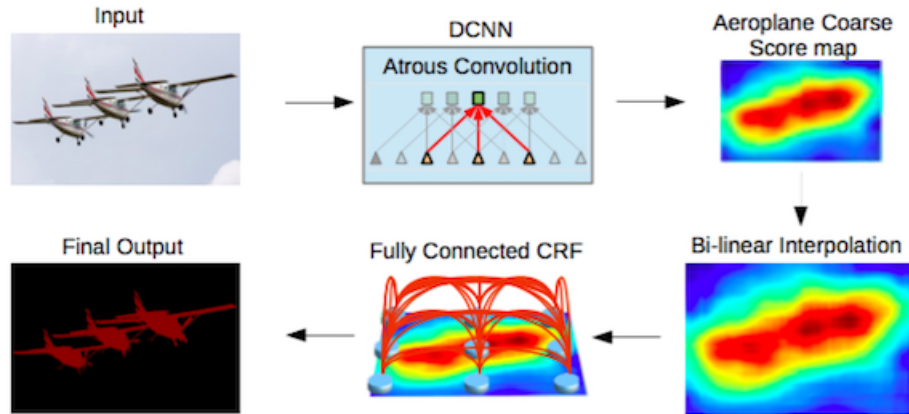 Input
DCNN
Atrous Convolution
Aeroplane Coarse
Score map
Final Output
Fully Connected CRF
Bi-linear Interpolation